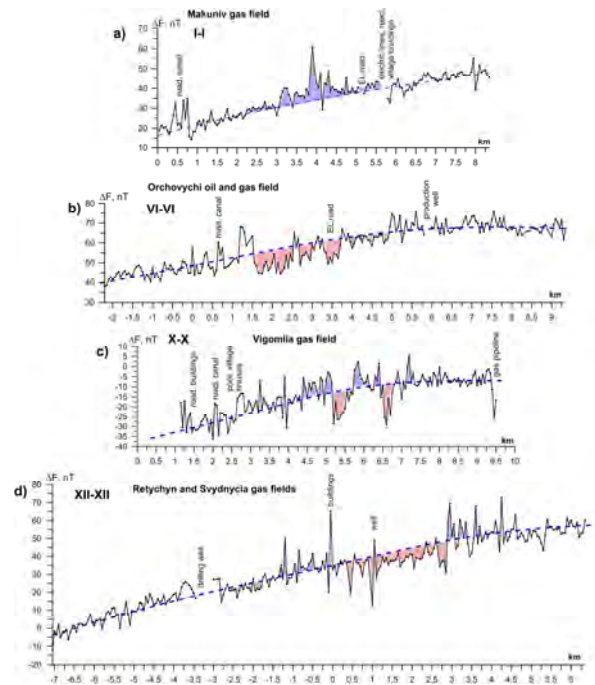 Makuniv gas field
a)
ΔF, nT
I-I
road, tunnel
EL,road
electric lines, road,
village buildings
70
60
50
40
30
20
10
km
0 0.5 1 1.5 2 2.5 3 3.5 4 4.5 5 5.5 6 6.5 7 7.5 8
Orchovychi oil and gas field
b)
ΔF, nT
VI-VI
road, canal
EL,road
production
well
80
70
60
50
40
30
km
-2 -1.5 -1 -0.5 0 0.5 1 1.5 2 2.5 3 3.5 4 4.5 5 5.5 6 6.5 7 7.5 8 8.5 9
c)
ΔF, nT
X-X
Vigomlia gas field
road, buildings
road, canal
pool, village
houses
gas pipeline
10
5
0
-5
-10
-15
-20
-25
-30
-35
-40
km
0 0.5 1 1.5 2 2.5 3 3.5 4 4.5 5 5.5 6 6.5 7 7.5 8 8.5 9 9.5 10
d)
ΔF, nT
XII-XII
Retychyn and Svydnycia gas fields
buildings
well
80
70
60
50
40
30
20
10
0
-10
-20
km
-7 -6.5 -6 -5.5 -5 -4.5 -4 -3.5 -3 -2.5 -2 -1.5 -1 -0.5 0 0.5 1 1.5 2 2.5 3 3.5 4 4.5 5 5.5 6